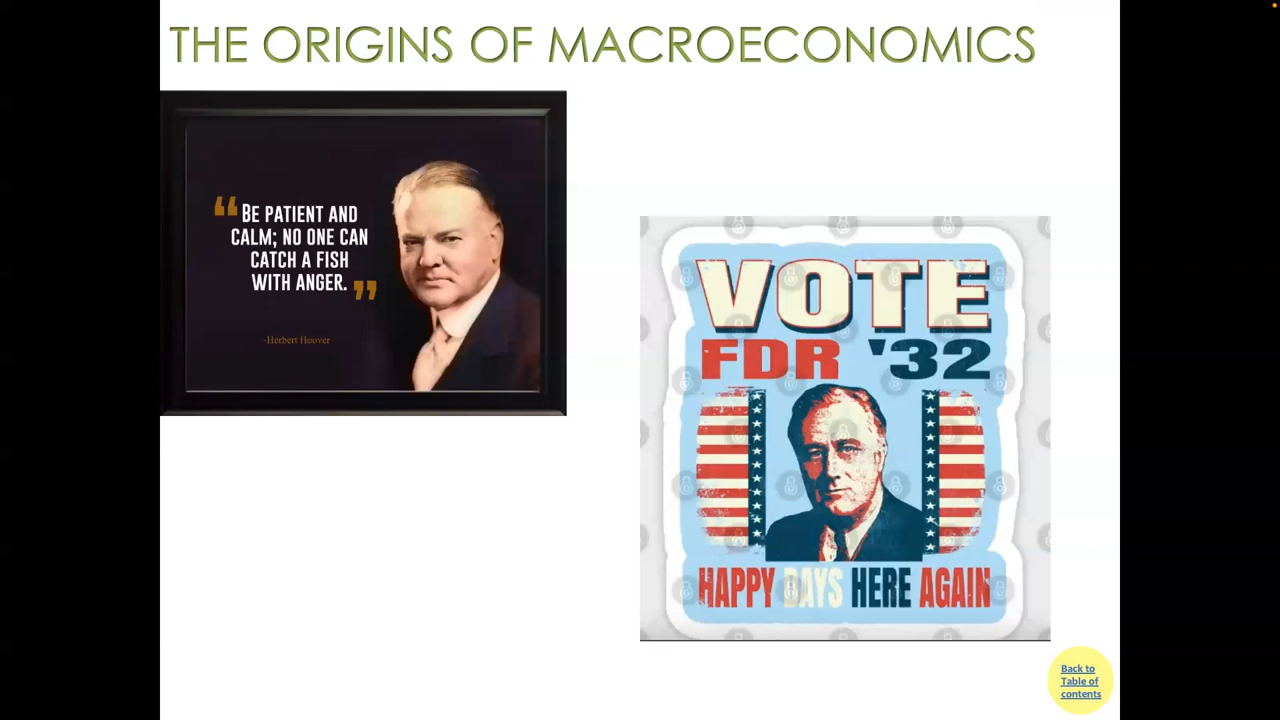 THE ORIGINS OF MACROECONOMICS
“BE PATIENT AND
CALM; NO ONE CAN
CATCH A FISH
WITH ANGER.”
-Herbert Hoover
VOTE
FDR '32
HAPPY DAYS HERE AGAIN
Back to
Table of
contents